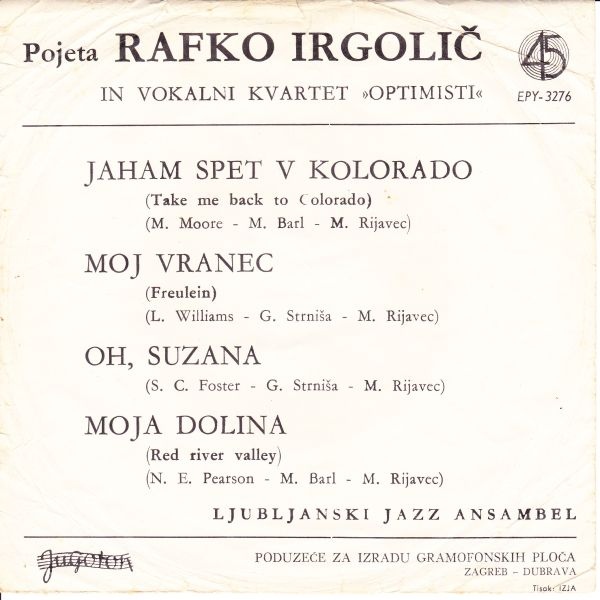 Pojeta RAFKO IRGOLIČ
45
IN VOKALNI KVARTET »OPTIMISTI«
EPY-3276
JAHAM SPET V KOLORADO
(Take me back to Colorado)
(M. Moore - M. Barl - M. Rijavec)
MOJ VRANEC
(Freulein)
(L. Williams - G. Strniša - M. Rijavec)
OH, SUZANA
(S. C. Foster - G. Strniša - M. Rijavec)
MOJA DOLINA
(Red river valley)
(N. E. Pearson - M. Barl - M. Rijavec)
LJUBLJANSKI JAZZ ANSAMBEL
Jugoton
PODUZEĆE ZA IZRADU GRAMOFONSKIH PLOČA
ZAGREB - DUBRAVA
Tisak: IZJA